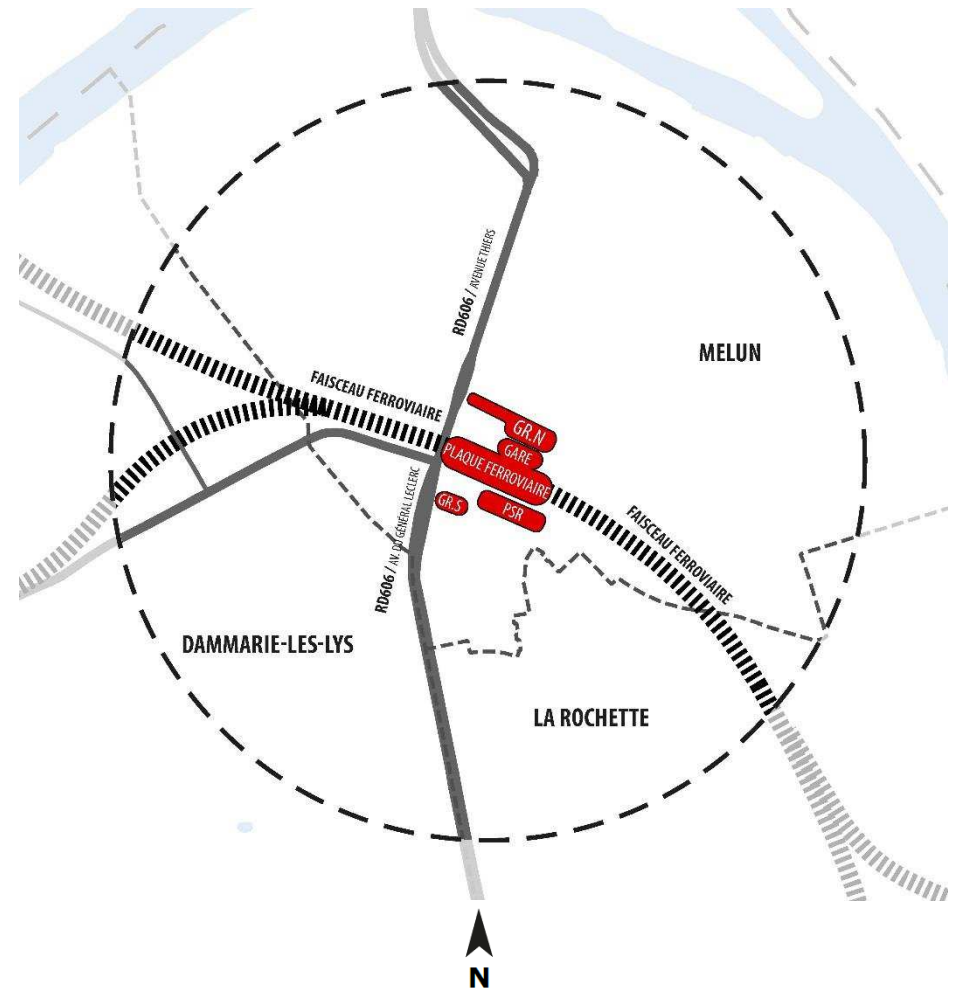 RD606 / AVENUE THIERS
MELUN
FAISCEAU FERROVIAIRE
GR.N
GARE
PLAQUE FERROVIAIRE
GR.S
PSR
RD606 / AV. DU GÉNÉRAL LECLERC
FAISCEAU FERROVIAIRE
DAMMARIE-LES-LYS
LA ROCHETTE
N